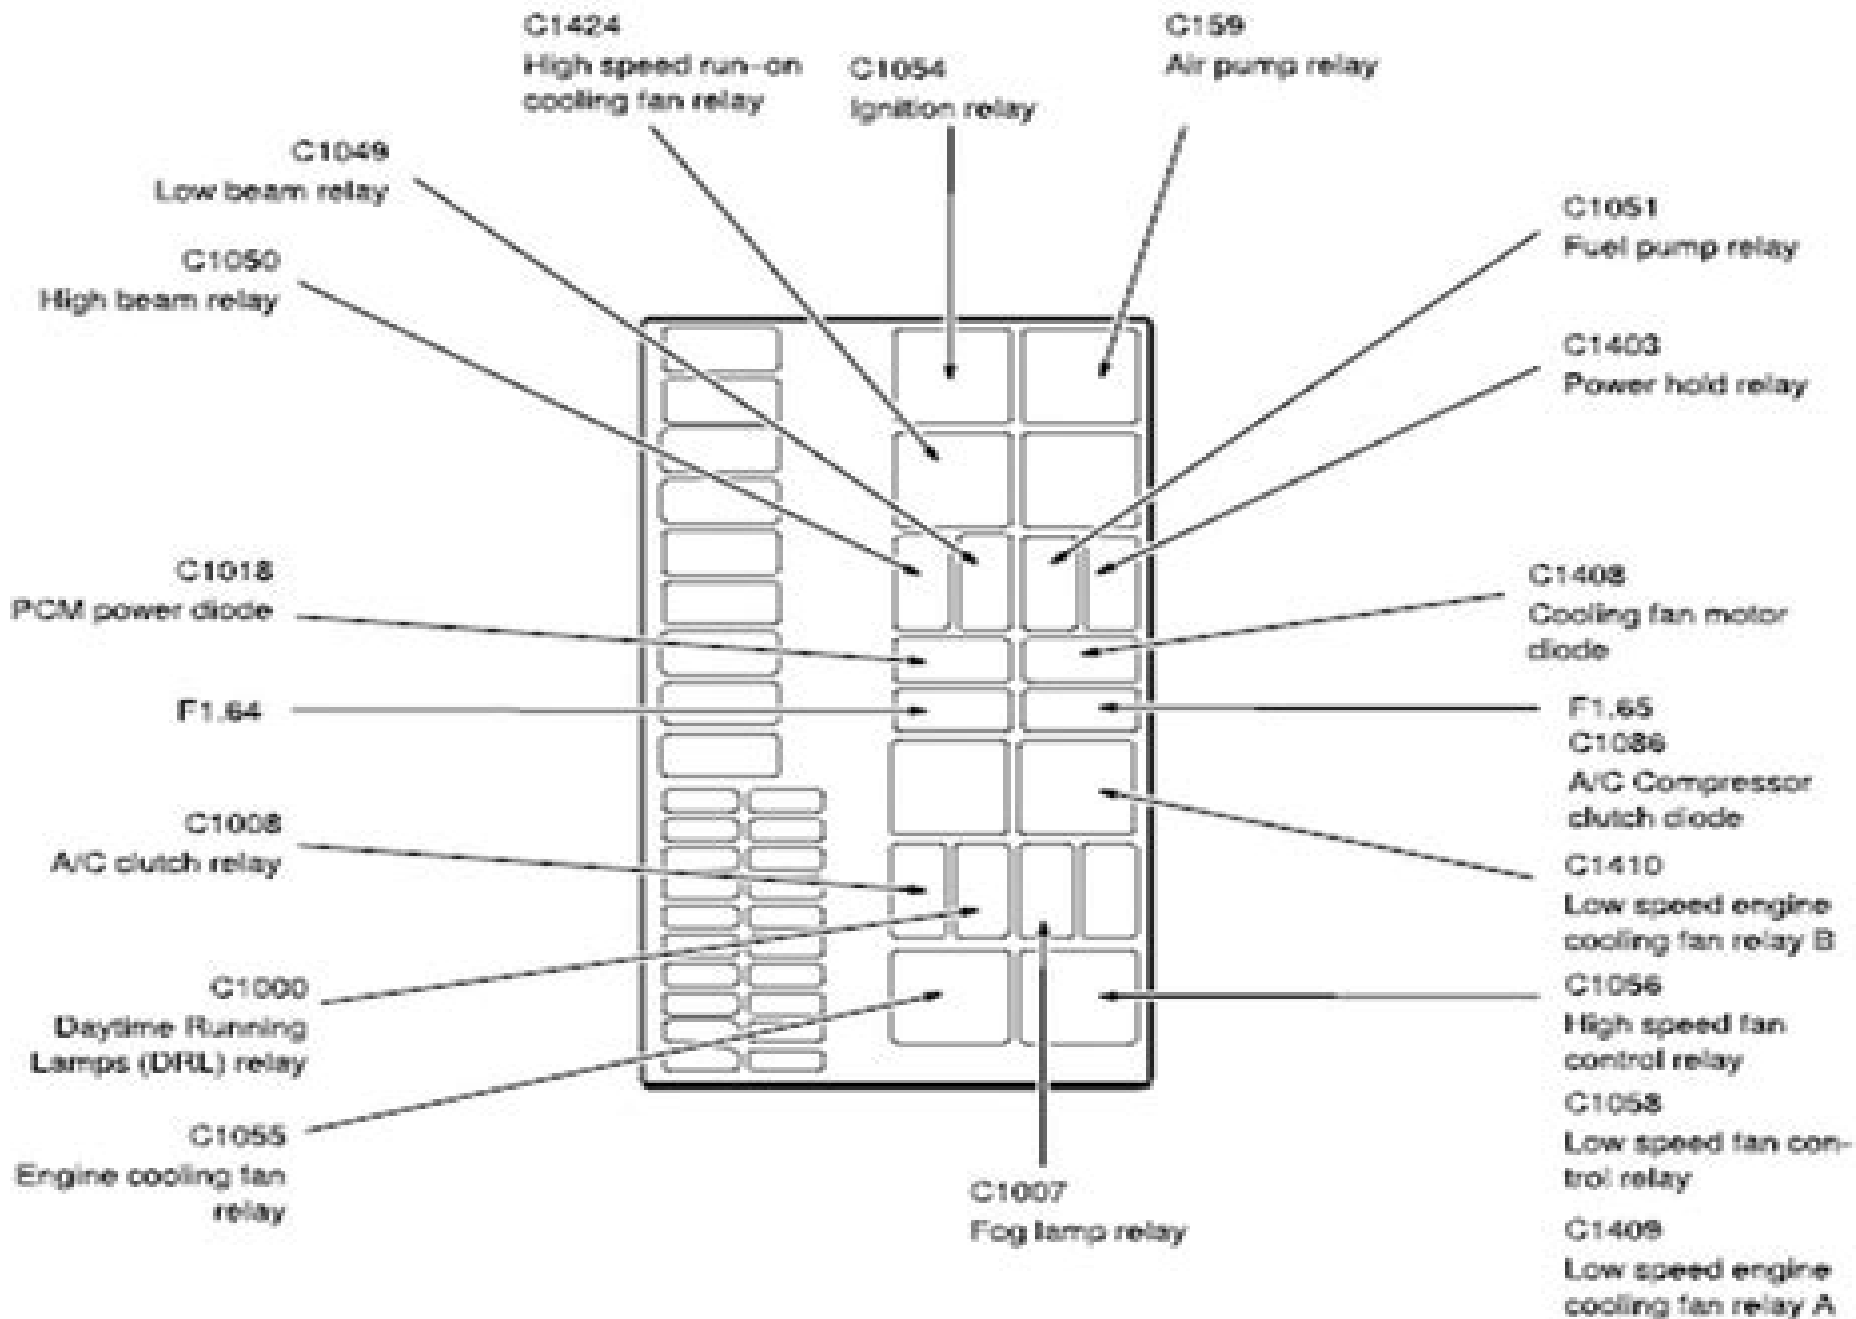 C1424
High speed run-on
cooling fan relay
C1054
Ignition relay
C159
Air pump relay
C1049
Low beam relay
C1050
High beam relay
C1051
Fuel pump relay
C1403
Power hold relay
C1018
PCM power diode
C1408
Cooling fan motor
diode
F1.64
F1.65
C1086
A/C Compressor
clutch diode
C1008
A/C clutch relay
C1410
Low speed engine
cooling fan relay B
C1000
Daytime Running
Lamps (DRL) relay
C1056
High speed fan
control relay
C1055
Engine cooling fan
relay
C1058
Low speed fan con-
trol relay
C1007
Fog lamp relay
C1409
Low speed engine
cooling fan relay A